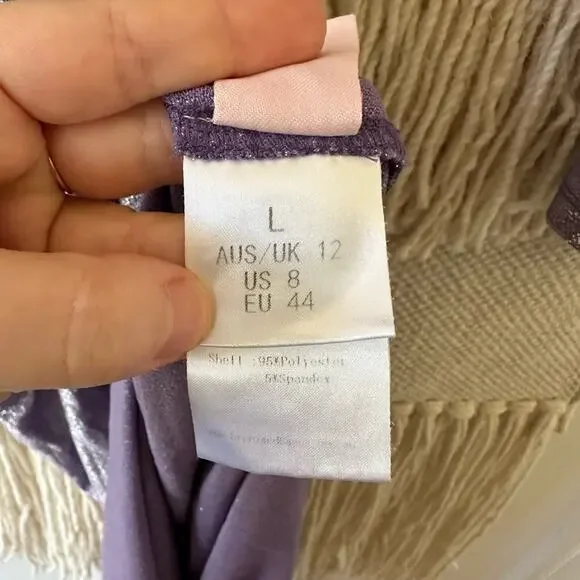 L
AUS/UK 12
US 8
EU 44
Shell :95%Polyester
5%Spandex